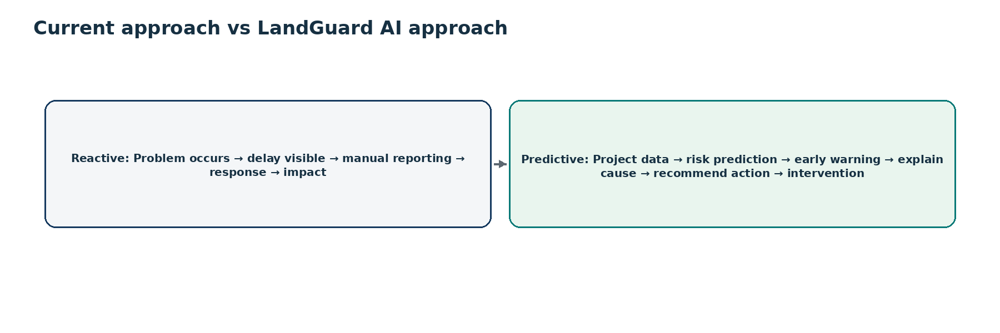 Current approach vs LandGuard AI approach
Reactive: Problem occurs → delay visible → manual reporting →
response → impact
Predictive: Project data → risk prediction → early warning → explain
cause → recommend action → intervention